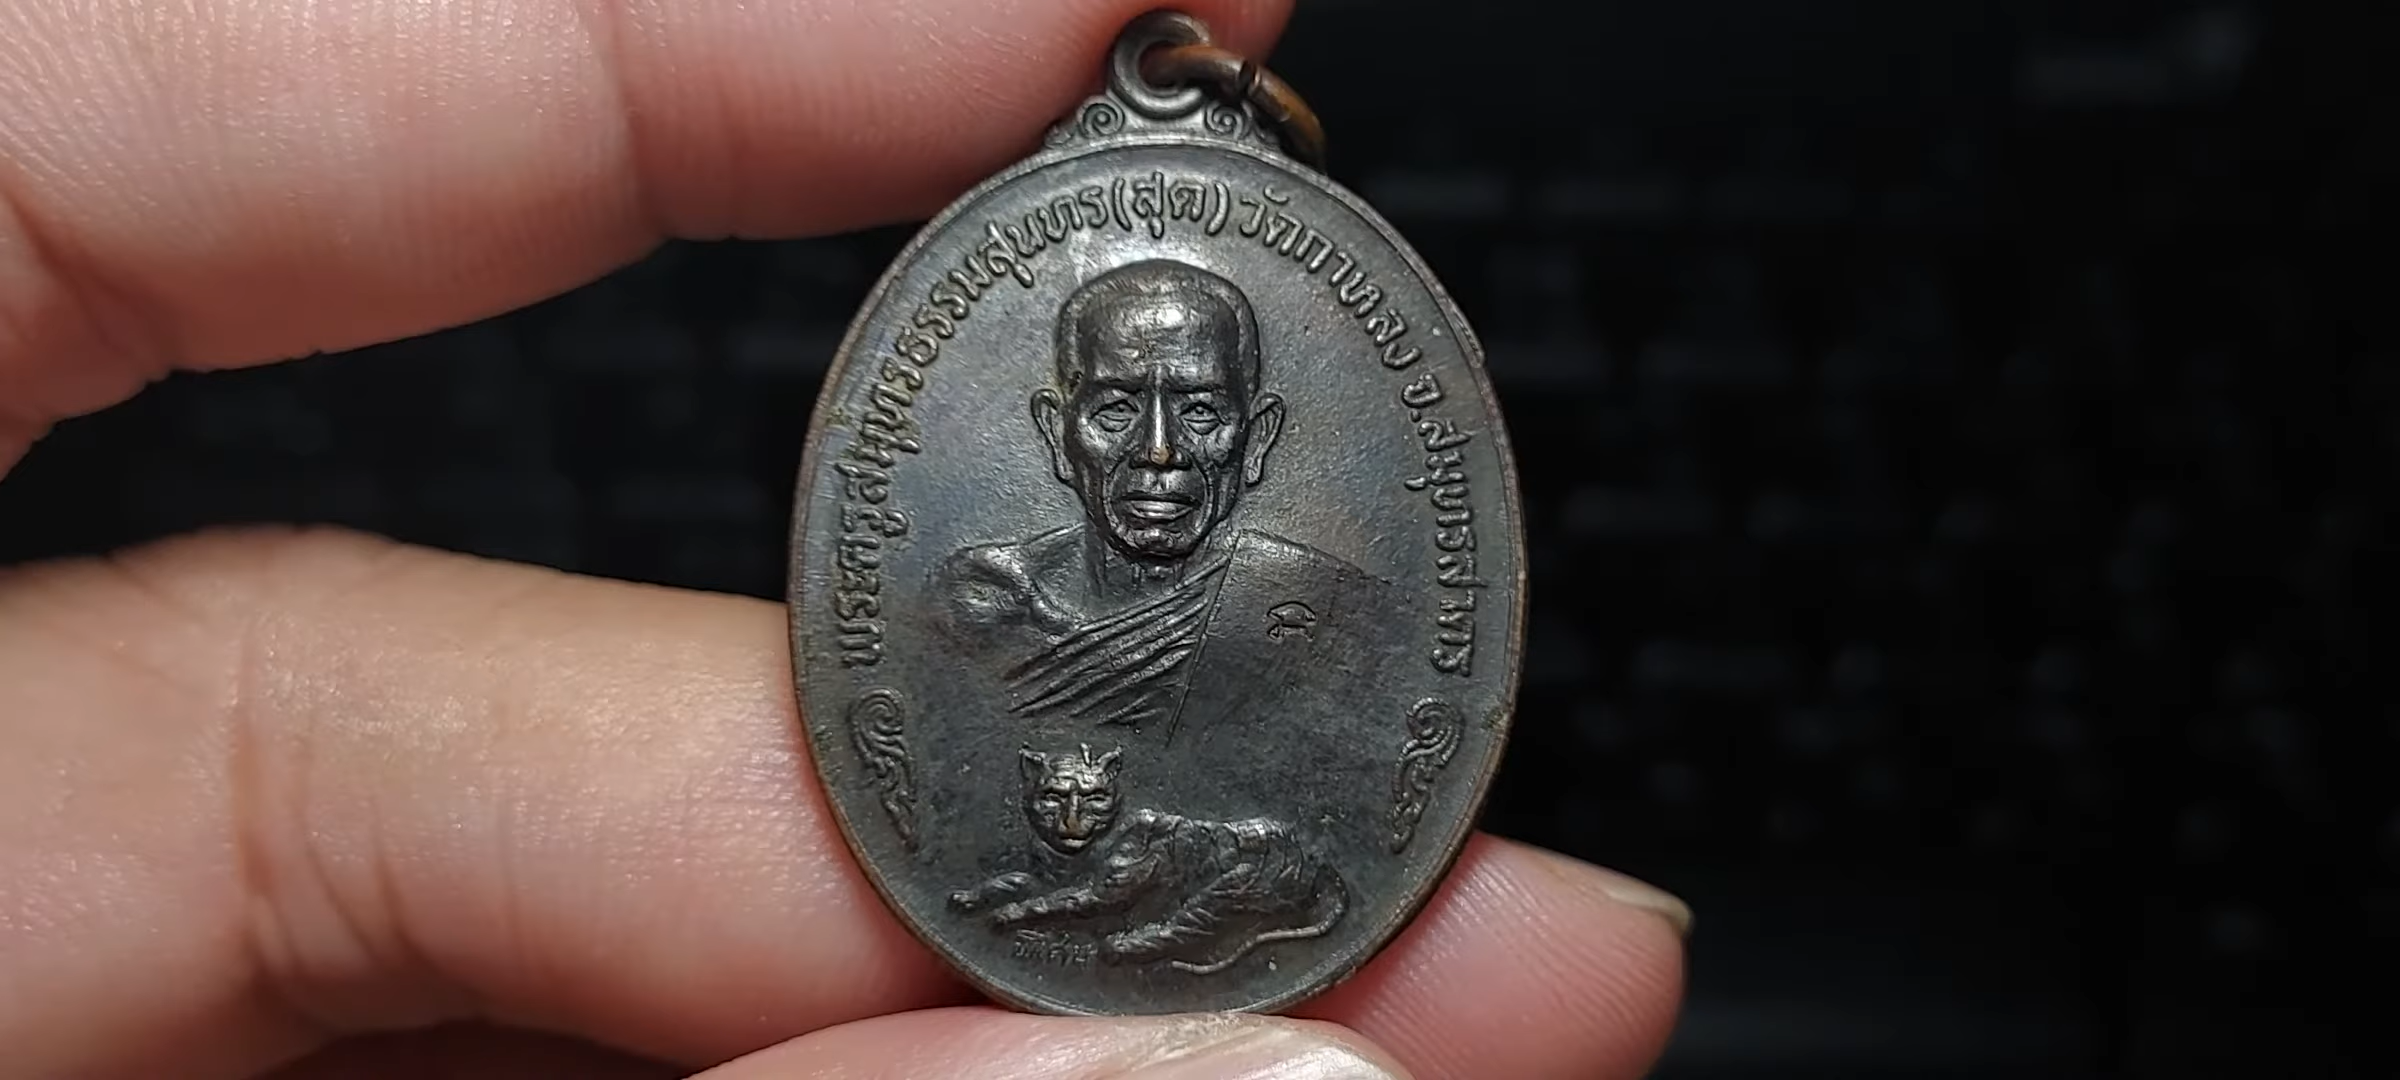 พระครูสมุทรธรรมสุนทร(สุด) วัดกาหลง จ.สมุทรสาคร
พิเศษ